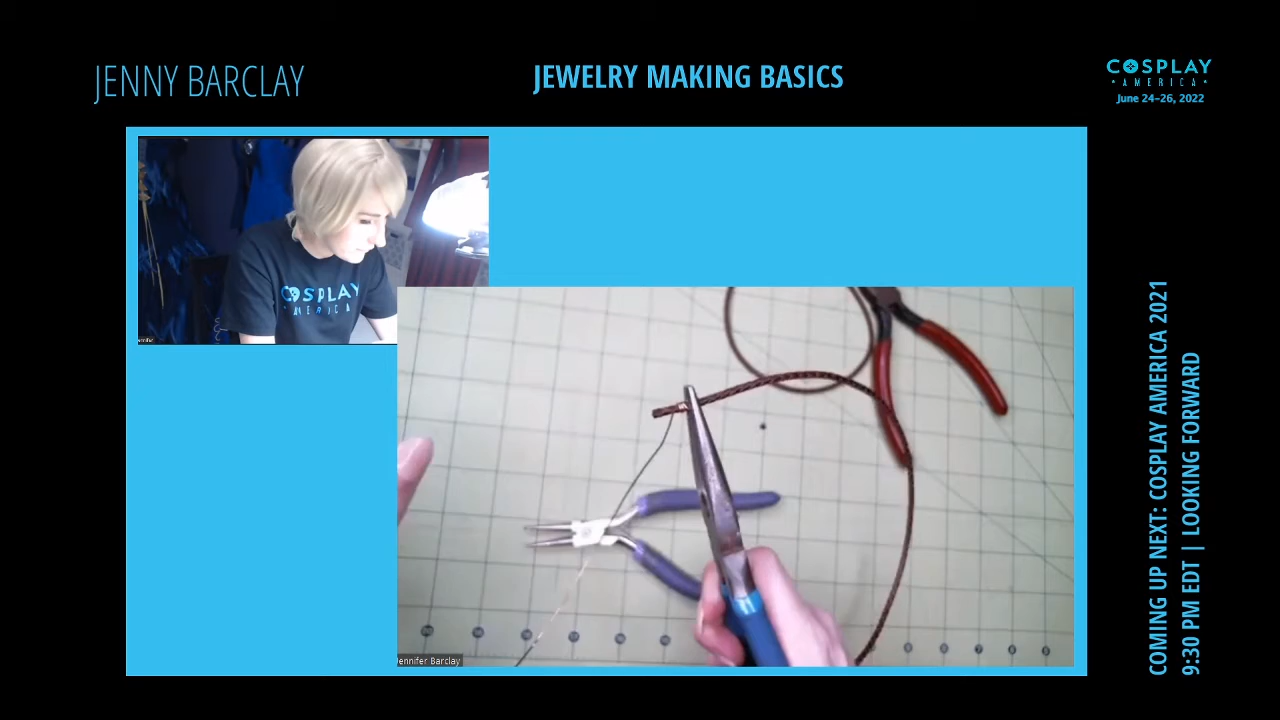 JENNY BARCLAY
JEWELRY MAKING BASICS
COSPLAY
AMERICA
June 24-26, 2022
COSPLAY
AMERICA
Jennifer Barclay
COMING UP NEXT: COSPLAY AMERICA 2021
9:30 PM EDT | LOOKING FORWARD